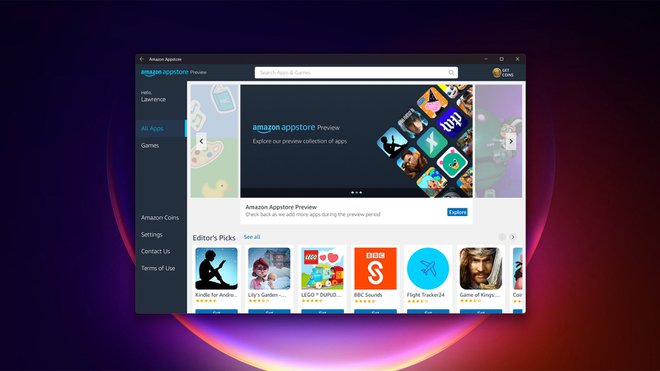 Amazon Appstore
amazon appstore Preview
Search Apps & Games
GET
COINS
Hello,
Lawrence
All Apps
Games
Amazon Coins
Settings
Contact Us
Terms of Use
amazon appstore Preview
Explore our preview collection of apps
Amazon Appstore Preview
Check back as we add more apps during the preview period
Explore
Editor's Picks
See all
LEGO
BBC
S
Kindle for Andro...
Lily's Garden -...
LEGO ® DUPLO...
BBC Sounds
Flight Tracker24
Game of Kings:...
Coin